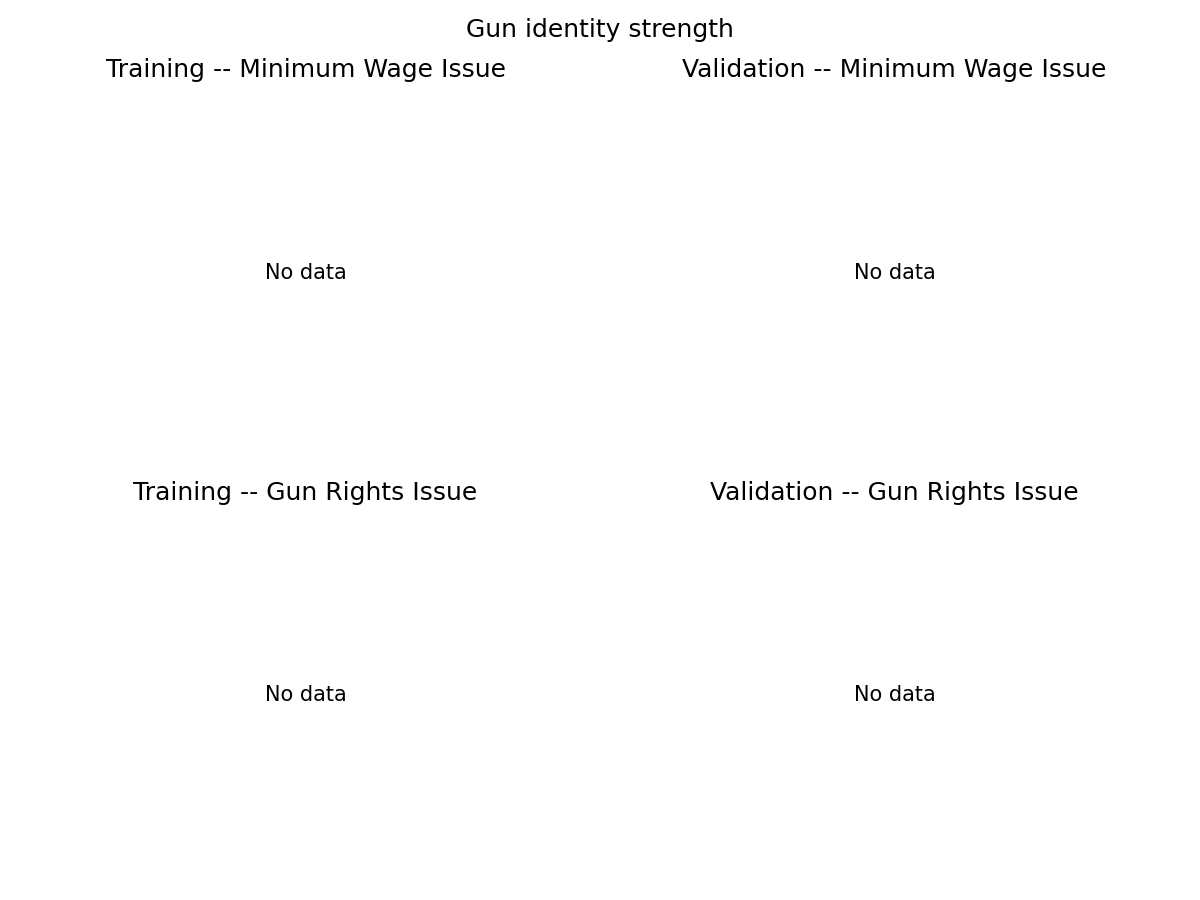 Gun identity strength
Training -- Minimum Wage Issue
Validation -- Minimum Wage Issue
No data
No data
Training -- Gun Rights Issue
Validation -- Gun Rights Issue
No data
No data